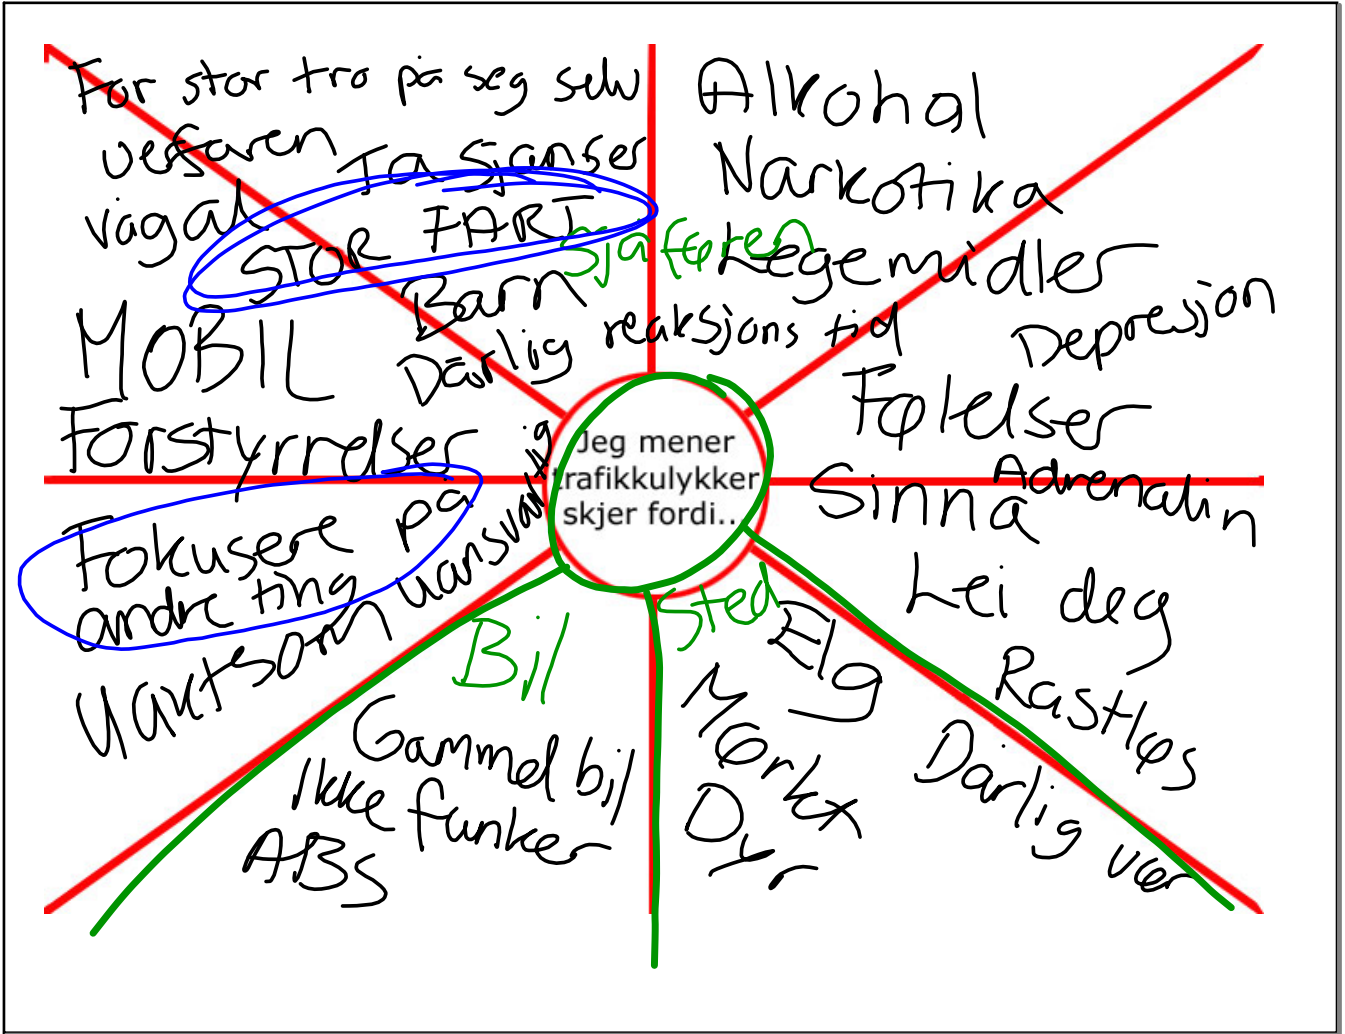 For stor tro på seg selv
uerfaren
Ta sjanser
vågal
STOR FART
Sjåføren
Barn
MOBIL
Dårlig reaksjons tid
Forstyrrelser
Fokusere på
andre ting
Uansvarlig
Uaktsom
Alkohol
Narkotika
Legemidler
Depresjon
Følelser
Adrenalin
Sinna
Lei deg
Rastløs
Jeg mener
trafikkulykker
skjer fordi...
Bil
Gammel bil
Ikke funker
ABS
Sted
Elg
Mørkt
Dyr
Dårlig vær